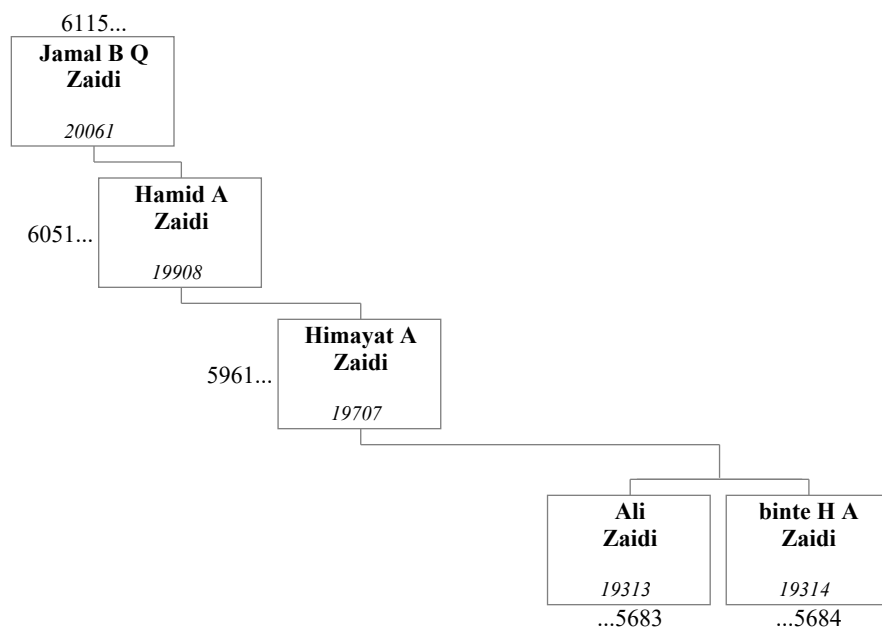 6115...
Jamal B Q
Zaidi
20061
Hamid A
Zaidi
6051...
19908
Himayat A
Zaidi
5961...
19707
Ali
Zaidi
19313
...5683
binte H A
Zaidi
19314
...5684